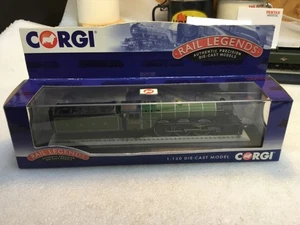 CORGI
RAIL LEGENDS
AUTHENTIC PRECISION
DIE-CAST MODELS
RAIL LEGENDS
1:120 DIE-CAST MODEL
CORGI